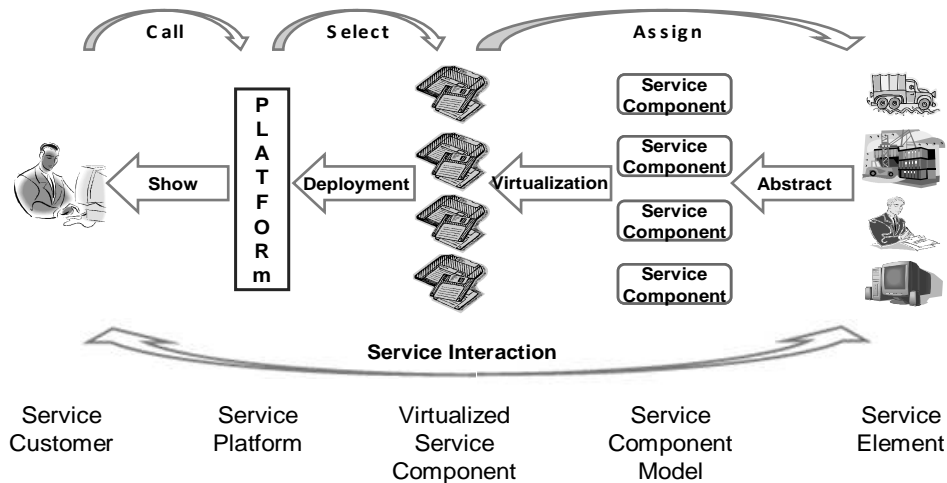 Call
Select
Assign
P
L
A
T
F
O
R
m
Service
Component
Service
Component
Service
Component
Service
Component
Show
Deployment
Virtualization
Abstract
Service Interaction
Service
Customer
Service
Platform
Virtualized
Service
Component
Service
Component
Model
Service
Element